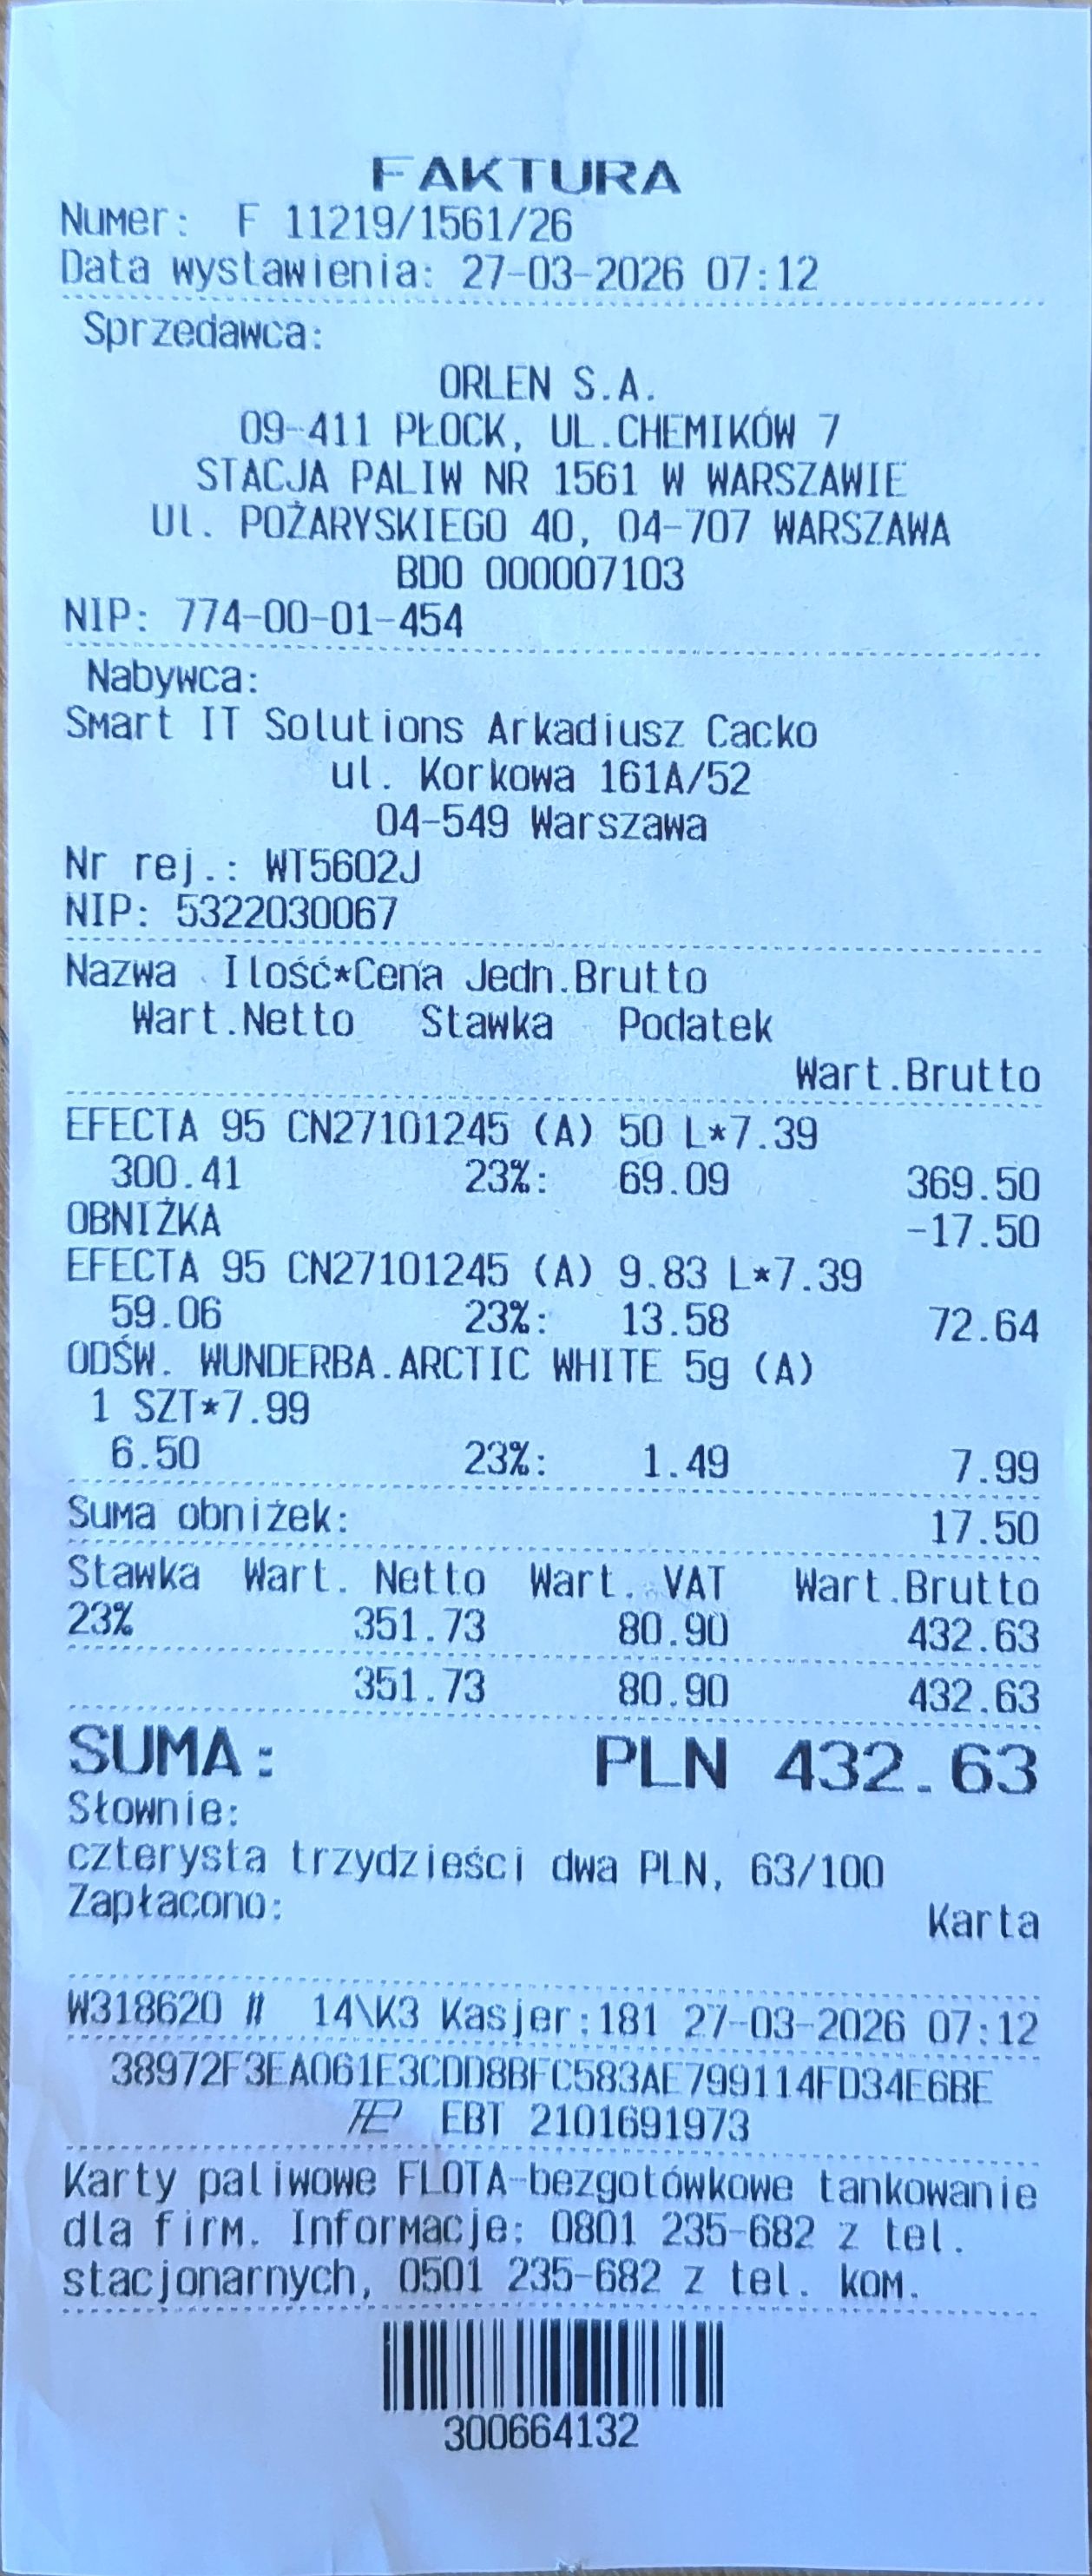 FAKTURA
Numer: F 11219/1561/26
Data wystawienia: 27-03-2026 07:12
Sprzedawca:
ORLEN S.A.
09-411 PŁOCK, UL.CHEMIKÓW 7
STACJA PALIW NR 1561 W WARSZAWIE
Ul. POŻARYSKIEGO 40, 04-707 WARSZAWA
BDO 000007103
NIP: 774-00-01-454
Nabywca:
Smart IT Solutions Arkadiusz Cacko
ul. Korkowa 161A/52
04-549 Warszawa
Nr rej.: WT5602J
NIP: 5322030067
Nazwa Ilość*Cena Jedn.Brutto
Wart.Netto Stawka Podatek
Wart.Brutto
EFECTA 95 CN27101245 (A) 50 L*7.39
300.41 23%: 69.09 369.50
OBNIŻKA -17.50
EFECTA 95 CN27101245 (A) 9.83 L*7.39
59.06 23%: 13.58 72.64
ODŚW. WUNDERBA.ARCTIC WHITE 5g (A)
1 SZT*7.99
6.50 23%: 1.49 7.99
Suma obniżek: 17.50
Stawka Wart. Netto Wart. VAT Wart.Brutto
23% 351.73 80.90 432.63
351.73 80.90 432.63
SUMA: PLN 432.63
Słownie:
czterysta trzydzieści dwa PLN, 63/100
Zapłacono: Karta
W318620 # 14\K3 Kasjer:181 27-03-2026 07:12
38972F3EA061E3CDD8BFC583AE799114FD34E6BE
EBT 2101691973
Karty paliwowe FLOTA-bezgotówkowe tankowanie
dla firm. Informacje: 0801 235-682 z tel.
stacjonarnych, 0501 235-682 z tel. kom.
300664132